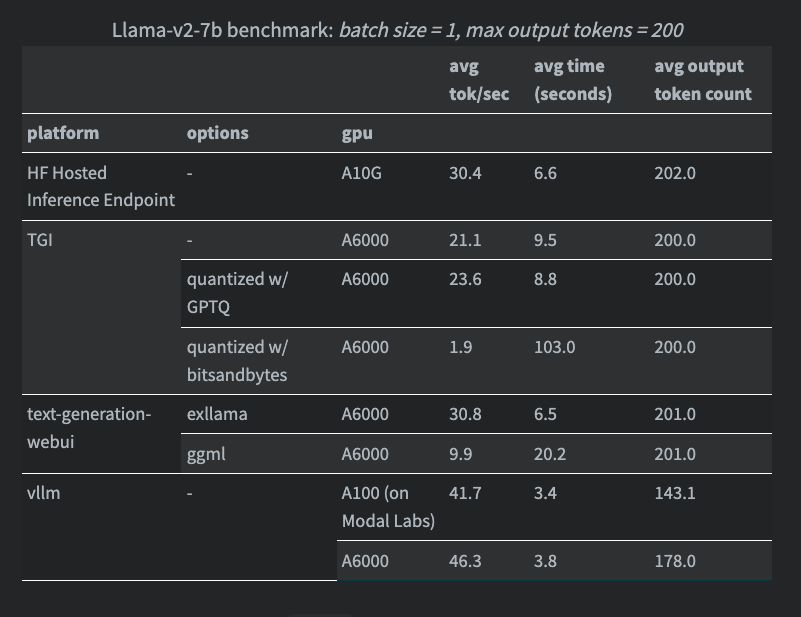 Llama-v2-7b benchmark: batch size = 1, max output tokens = 200
avg tok/sec avg time (seconds) avg output token count
platform options gpu
HF Hosted Inference Endpoint - A10G 30.4 6.6 202.0
TGI - A6000 21.1 9.5 200.0
quantized w/ GPTQ A6000 23.6 8.8 200.0
quantized w/ bitsandbytes A6000 1.9 103.0 200.0
text-generation-webui exllama A6000 30.8 6.5 201.0
ggml A6000 9.9 20.2 201.0
vllm - A100 (on Modal Labs) 41.7 3.4 143.1
A6000 46.3 3.8 178.0